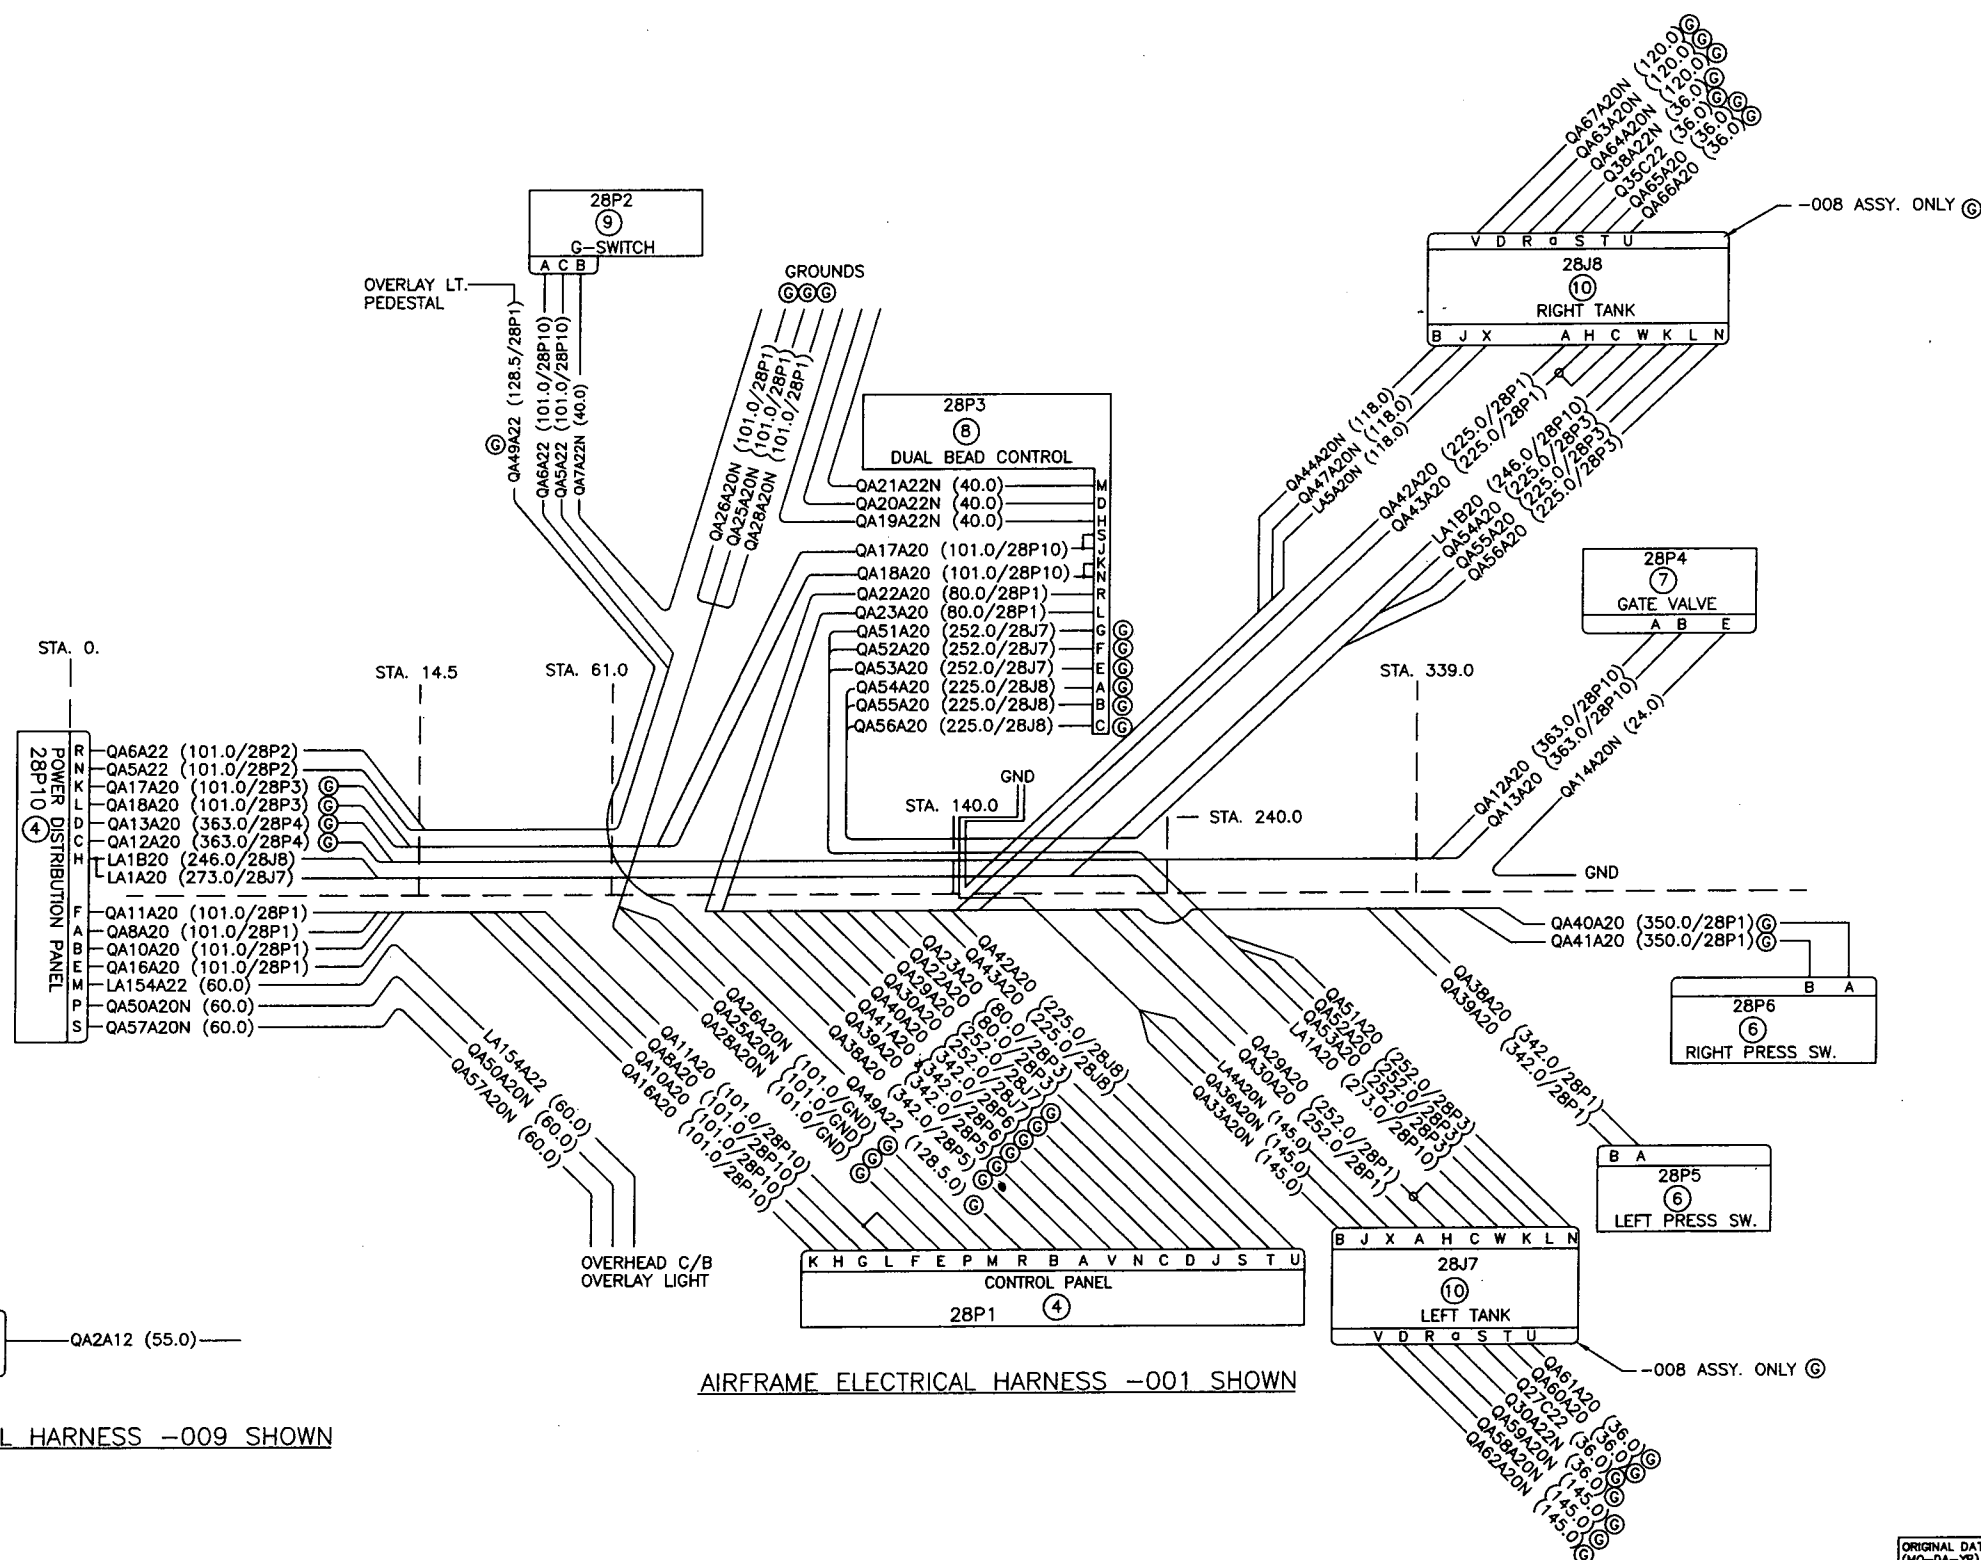 QA67A20N (120.0) G
QA63A20N (120.0) G
QA64A20N (120.0) G
Q38A22N (36.0) G
Q35C22 (36.0) G
QA65A20 (36.0) G
QA66A20 (36.0) G
-008 ASSY. ONLY G
V D R a S T U
28J8
10
RIGHT TANK
B J X A H C W K L N
28P2
9
G-SWITCH
A C B
OVERLAY LT.
PEDESTAL
G QA49A22 (128.5/28P1)
QA6A22 (101.0/28P10)
QA5A22 (101.0/28P10)
QA7A22N (40.0)
GROUNDS
G G G
QA26A20N (101.0/28P1)
QA25A20N (101.0/28P1)
QA28A20N (101.0/28P1)
28P3
8
DUAL BEAD CONTROL
QA21A22N (40.0) M
QA20A22N (40.0) D
QA19A22N (40.0) H
S
QA17A20 (101.0/28P10) J
K
QA18A20 (101.0/28P10) N
QA22A20 (80.0/28P1) R
QA23A20 (80.0/28P1) L
QA51A20 (252.0/28J7) G G
QA52A20 (252.0/28J7) F G
QA53A20 (252.0/28J7) E G
QA54A20 (225.0/28J8) A G
QA55A20 (225.0/28J8) B G
QA56A20 (225.0/28J8) C G
QA44A20N (118.0)
QA47A20N (118.0)
LA5A20N (118.0)
QA42A20 (225.0/28P1)
QA43A20 (225.0/28P1)
LA1B20 (246.0/28P10)
QA54A20 (225.0/28P3)
QA55A20 (225.0/28P3)
QA56A20 (225.0/28P3)
28P4
7
GATE VALVE
A B E
QA12A20 (363.0/28P10)
QA13A20 (363.0/28P10)
QA14A20N (24.0)
GND
STA. 0.
STA. 14.5
STA. 61.0
STA. 140.0
GND
STA. 240.0
STA. 339.0
POWER DISTRIBUTION PANEL
28P10 4
R QA6A22 (101.0/28P2)
N QA5A22 (101.0/28P2)
K QA17A20 (101.0/28P3) G
L QA18A20 (101.0/28P3) G
D QA13A20 (363.0/28P4) G
C QA12A20 (363.0/28P4) G
H LA1B20 (246.0/28J8)
LA1A20 (273.0/28J7)
F QA11A20 (101.0/28P1)
A QA8A20 (101.0/28P1)
B QA10A20 (101.0/28P1)
E QA16A20 (101.0/28P1)
M LA154A22 (60.0)
P QA50A20N (60.0)
S QA57A20N (60.0)
LA154A22 (60.0)
QA50A20N (60.0)
QA57A20N (60.0)
OVERHEAD C/B
OVERLAY LIGHT
QA11A20 (101.0/28P10)
QA8A20 (101.0/28P10)
QA10A20 (101.0/28P10)
QA16A20 (101.0/28P10)
QA26A20N (101.0/GND) G
QA25A20N (101.0/GND) G
QA28A20N (101.0/GND) G
QA49A22 (128.5.0) G
QA42A20 (225.0/28J8)
QA43A20 (225.0/28J8)
QA23A20 (80.0/28P3)
QA22A20 (80.0/28P3)
QA29A20 (252.0/28J7)
QA30A20 (252.0/28J7) G
QA40A20 (342.0/28P6) G
QA41A20 (342.0/28P6) G
QA39A20 (342.0/28P5) G
QA38A20 (342.0/28P5) G
K H G L F E P M R B A V N C D J S T U
CONTROL PANEL
28P1 4
AIRFRAME ELECTRICAL HARNESS -001 SHOWN
QA51A20 (252.0/28P3)
QA52A20 (252.0/28P3)
QA53A20 (252.0/28P3)
LA1A20 (273.0/28P10)
QA29A20 (252.0/28P1)
QA30A20 (252.0/28P1)
LA4A20N (145.0)
QA36A20N (145.0)
QA33A20N (145.0)
B J X A H C W K L N
28J7
10
LEFT TANK
V D R a S T U
-008 ASSY. ONLY G
QA61A20 (36.0) G
QA60A20 (36.0) G
Q27C22 (36.0) G
Q30A22N (36.0) G
QA59A20N (145.0) G
QA58A20N (145.0) G
QA62A20N (145.0) G
QA40A20 (350.0/28P1) G
QA41A20 (350.0/28P1) G
B A
28P6
6
RIGHT PRESS SW.
QA38A20 (342.0/28P1)
QA39A20 (342.0/28P1)
B A
28P5
6
LEFT PRESS SW.
QA2A12 (55.0)
L HARNESS -009 SHOWN
ORIGINAL DAT